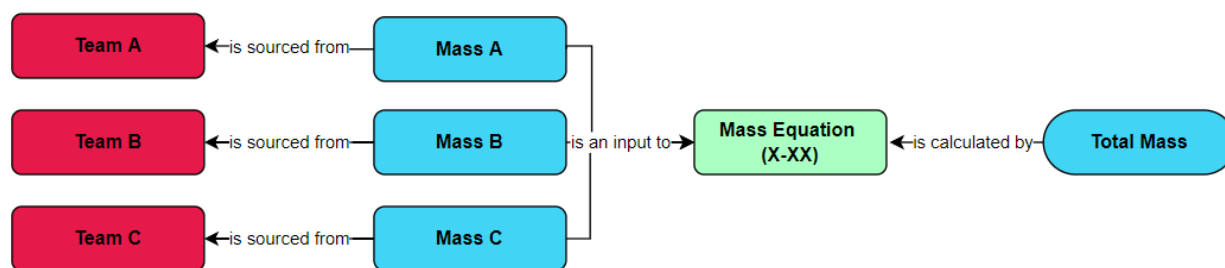 Team A
is sourced from
Mass A
Team B
is sourced from
Mass B
is an input to
Mass Equation
(X-XX)
is calculated by
Total Mass
Team C
is sourced from
Mass C